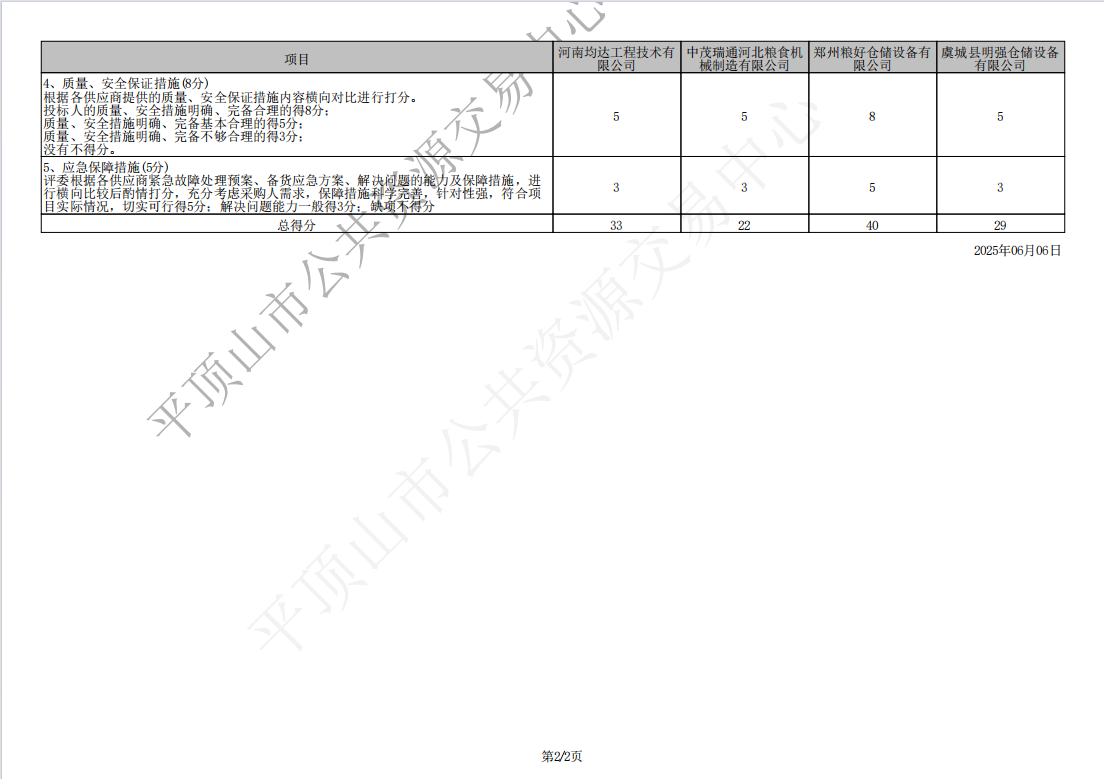 项目
河南均达工程技术有
限公司
中茂瑞通河北粮食机
械制造有限公司
郑州粮好仓储设备有
限公司
虞城县明强仓储设备
有限公司
4、质量、安全保证措施(8分)
根据各供应商提供的质量、安全保证措施内容横向对比进行打分。
投标人的质量、安全措施明确、完备合理的得8分；
质量、安全措施明确、完备基本合理的得5分；
质量、安全措施明确、完备不够合理的得3分；
没有不得分。
5
5
8
5
5、应急保障措施(5分)
评委根据各供应商紧急故障处理预案、备货应急方案、解决问题的能力及保障措施，进
行横向比较后酌情打分，充分考虑采购人需求，保障措施科学完善，针对性强，符合项
目实际情况，切实可行得5分；解决问题能力一般得3分；缺项不得分
3
3
5
3
总得分
33
22
40
29
2025年06月06日
平顶山市公共资源交易中心
平顶山市公共资源交易中心
第2/2页